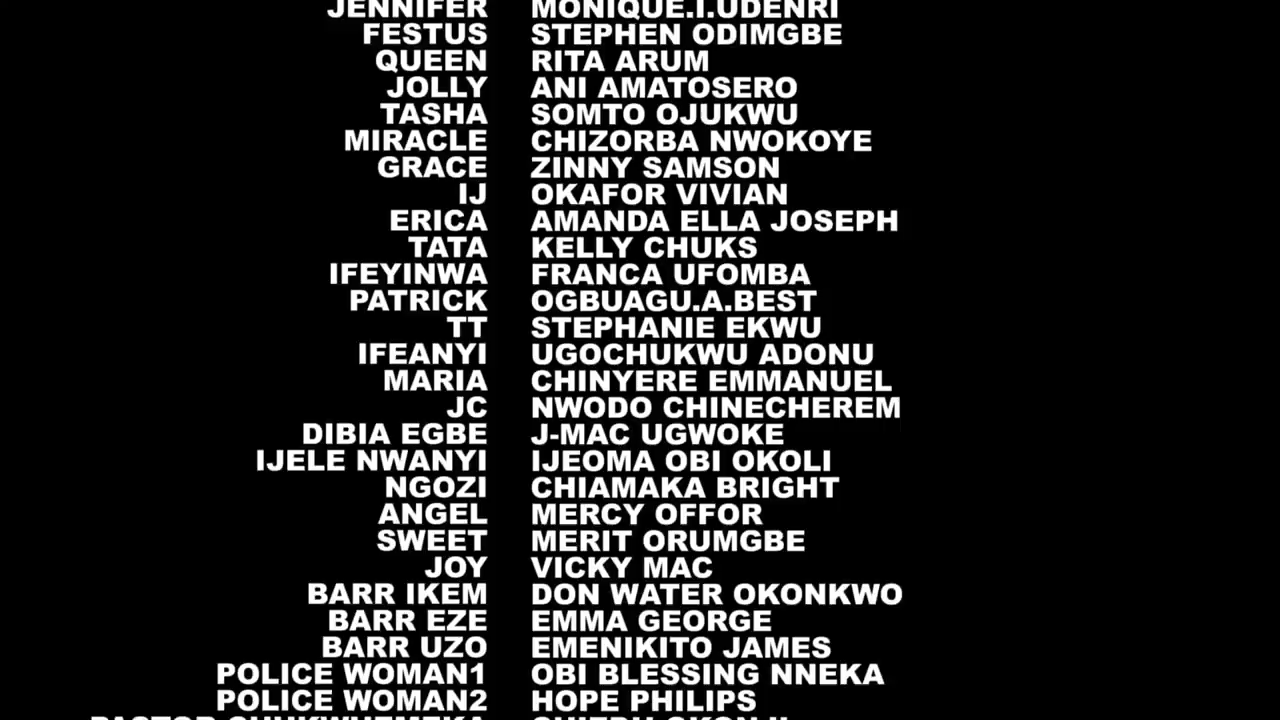 JENNIFER MONIQUE.I.UDENRI
FESTUS STEPHEN ODIMGBE
QUEEN RITA ARUM
JOLLY ANI AMATOSERO
TASHA SOMTO OJUKWU
MIRACLE CHIZORBA NWOKOYE
GRACE ZINNY SAMSON
IJ OKAFOR VIVIAN
ERICA AMANDA ELLA JOSEPH
TATA KELLY CHUKS
IFEYINWA FRANCA UFOMBA
PATRICK OGBUAGU.A.BEST
TT STEPHANIE EKWU
IFEANYI UGOCHUKWU ADONU
MARIA CHINYERE EMMANUEL
JC NWODO CHINECHEREM
DIBIA EGBE J-MAC UGWOKE
IJELE NWANYI IJEOMA OBI OKOLI
NGOZI CHIAMAKA BRIGHT
ANGEL MERCY OFFOR
SWEET MERIT ORUMGBE
JOY VICKY MAC
BARR IKEM DON WATER OKONKWO
BARR EZE EMMA GEORGE
BARR UZO EMENIKITO JAMES
POLICE WOMAN1 OBI BLESSING NNEKA
POLICE WOMAN2 HOPE PHILIPS
PASTOR CHUKWUEMEKA